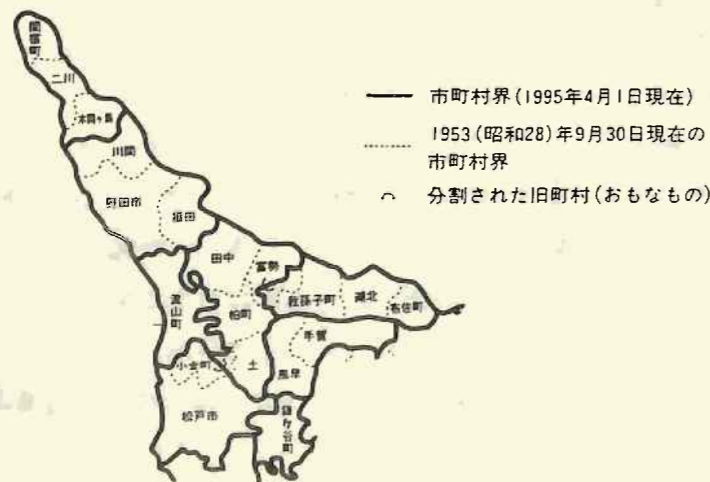 関宿町
二川
木間ヶ島
川間
野田市
福田
田中
富勢
流山町
柏町
我孫子町
湖北
布佐町
手賀
風早
土
小金町
松戸市
鎌ヶ谷町
市町村界(1995年4月1日現在)
1953(昭和28)年9月30日現在の
市町村界
分割された旧町村(おもなもの)